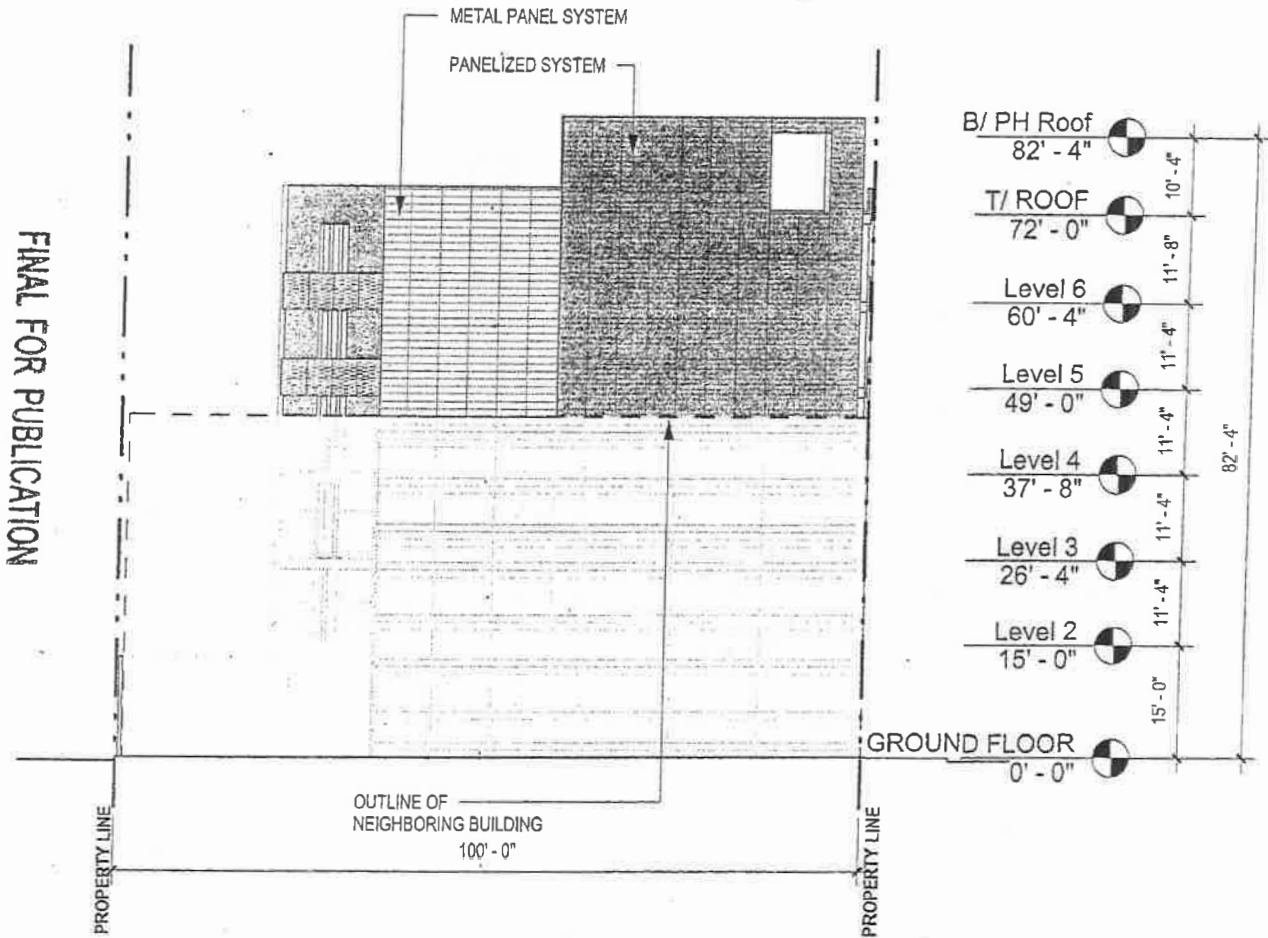 METAL PANEL SYSTEM
PANELIZED SYSTEM
FINAL FOR PUBLICATION
B/ PH Roof
82' - 4"
10' - 4"
T/ ROOF
72' - 0"
11' - 8"
Level 6
60' - 4"
11' - 4"
Level 5
49' - 0"
11' - 4"
82' - 4"
Level 4
37' - 8"
11' - 4"
Level 3
26' - 4"
11' - 4"
Level 2
15' - 0"
15' - 0"
GROUND FLOOR
0' - 0"
OUTLINE OF
NEIGHBORING BUILDING
100' - 0"
PROPERTY LINE
PROPERTY LINE